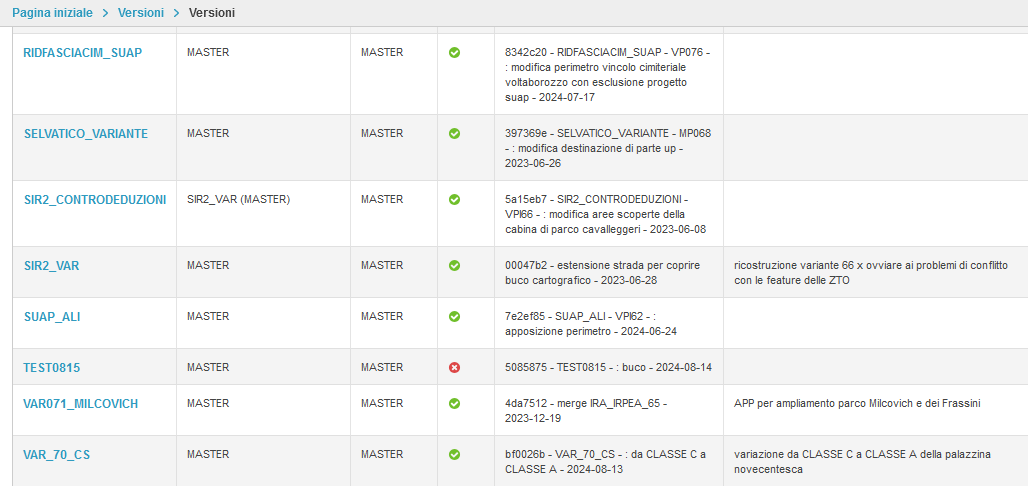 Pagina iniziale > Versioni > Versioni
RIDFASCIACIM_SUAP MASTER MASTER 8342c20 - RIDFASCIACIM_SUAP - VP076 -
: modifica perimetro vincolo cimiteriale
voltaborozzo con esclusione progetto
suap - 2024-07-17
SELVATICO_VARIANTE MASTER MASTER 397369e - SELVATICO_VARIANTE - MP068
- : modifica destinazione di parte up -
2023-06-26
SIR2_CONTRODEDUZIONI SIR2_VAR (MASTER) MASTER 5a15eb7 - SIR2_CONTRODEDUZIONI -
VPI66 - : modifica aree scoperte della
cabina di parco cavalleggeri - 2023-06-08
SIR2_VAR MASTER MASTER 00047b2 - estensione strada per coprire ricostruzione variante 66 x ovviare ai problemi di conflitto
buco cartografico - 2023-06-28 con le feature delle ZTO
SUAP_ALI MASTER MASTER 7e2ef85 - SUAP_ALI - VPI62 - :
apposizione perimetro - 2024-06-24
TEST0815 MASTER MASTER 5085875 - TEST0815 - : buco - 2024-08-14
VAR071_MILCOVICH MASTER MASTER 4da7512 - merge IRA_IRPEA_65 - APP per ampliamento parco Milcovich e dei Frassini
2023-12-19
VAR_70_CS MASTER MASTER bf0026b - VAR_70_CS - : da CLASSE C a variazione da CLASSE C a CLASSE A della palazzina
CLASSE A - 2024-08-13 novecentesca